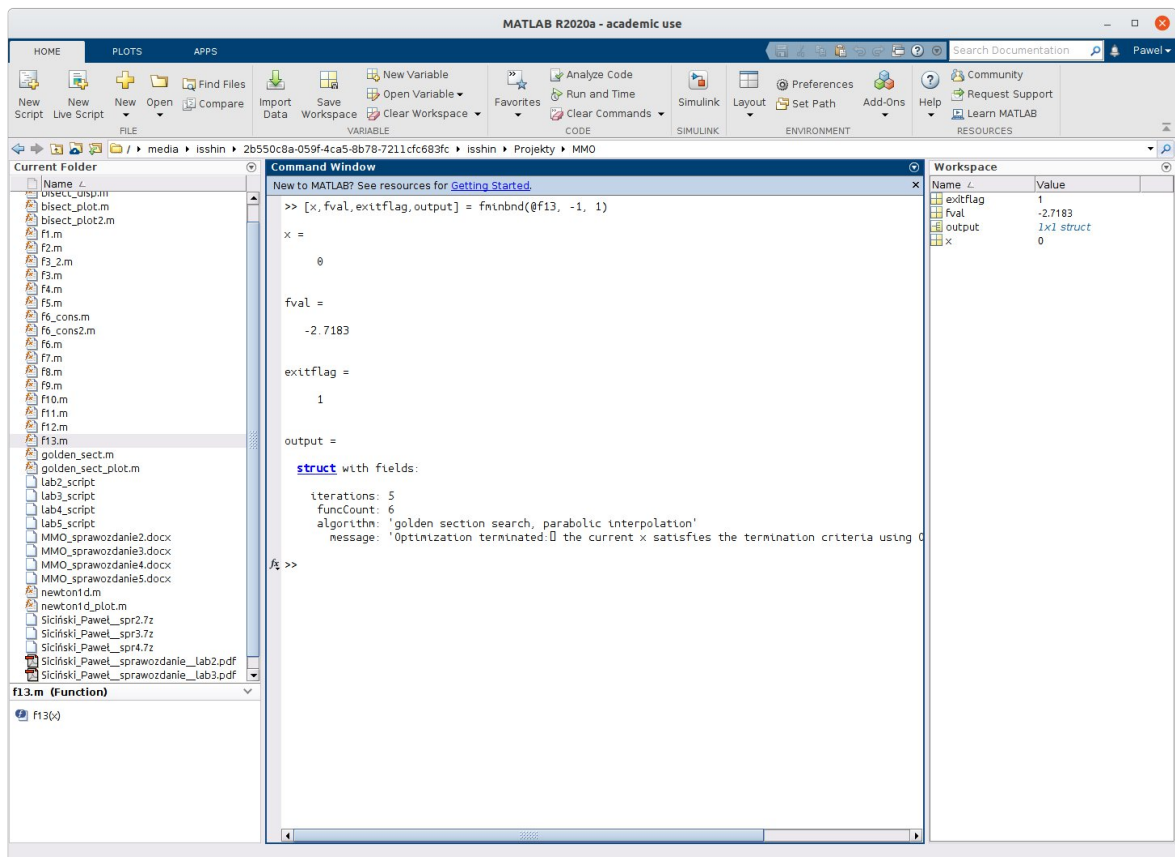 MATLAB R2020a - academic use
HOME PLOTS APPS
Search Documentation
Pawel
New Script
New Live Script
New
Open
Find Files
Compare
FILE
Import Data
Save Workspace
New Variable
Open Variable
Clear Workspace
VARIABLE
Favorites
Analyze Code
Run and Time
Clear Commands
CODE
Simulink
SIMULINK
Layout
Preferences
Set Path
Add-Ons
ENVIRONMENT
Help
Community
Request Support
Learn MATLAB
RESOURCES
/ media isshin 2b550c8a-059f-4ca5-8b78-7211cfc683fc isshin Projekty MMO
Current Folder
Name
bisect_disp.m
bisect_plot.m
bisect_plot2.m
f1.m
f2.m
f3_2.m
f3.m
f4.m
f5.m
f6_cons.m
f6_cons2.m
f6.m
f7.m
f8.m
f9.m
f10.m
f11.m
f12.m
f13.m
golden_sect.m
golden_sect_plot.m
lab2_script
lab3_script
lab4_script
lab5_script
MMO_sprawozdanie2.docx
MMO_sprawozdanie3.docx
MMO_sprawozdanie4.docx
MMO_sprawozdanie5.docx
newton1d.m
newton1d_plot.m
Siciński_Paweł__spr2.7z
Siciński_Paweł__spr3.7z
Siciński_Paweł__spr4.7z
Siciński_Paweł__sprawozdanie__lab2.pdf
Siciński_Paweł__sprawozdanie__lab3.pdf
f13.m (Function)
f13(x)
Command Window
New to MATLAB? See resources for Getting Started.
>> [x,fval,exitflag,output] = fminbnd(@f13, -1, 1)
x =
0
fval =
-2.7183
exitflag =
1
output =
struct with fields:
iterations: 5
funcCount: 6
algorithm: 'golden section search, parabolic interpolation'
message: 'Optimization terminated: the current x satisfies the termination criteria using O
fx >>
Workspace
Name Value
exitflag 1
fval -2.7183
output 1x1 struct
x 0